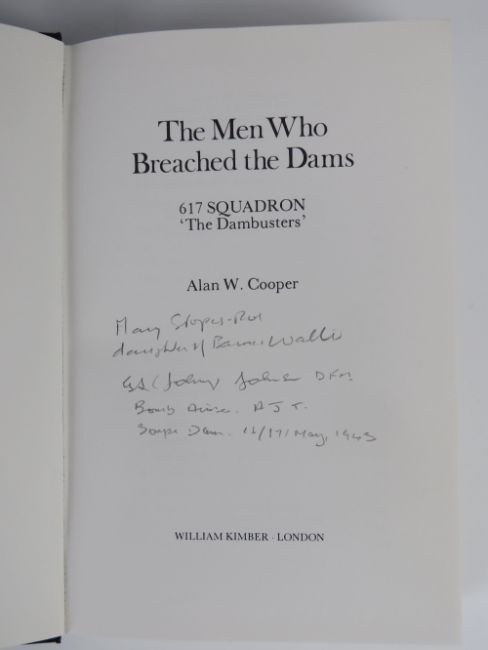 The Men Who
Breached the Dams
617 SQUADRON
'The Dambusters'
Alan W. Cooper
Mary Stopes-Roe
daughter of Barnes Wallis
(Johnny) Johnson DFM
Bomb Aimer. AJ T.
Sorpe Dam. 16/17 May, 1943
WILLIAM KIMBER · LONDON